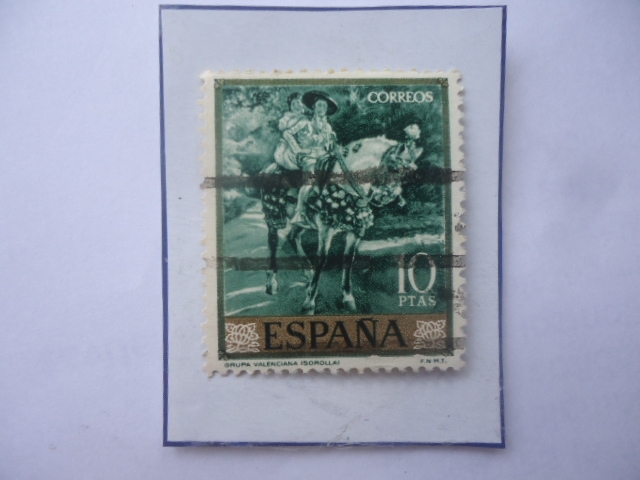 CORREOS
10
PTAS
ESPAÑA
GRUPA VALENCIANA (SOROLLA) F.N.M.T.